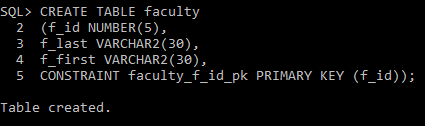 SQL> CREATE TABLE faculty
  2  (f_id NUMBER(5),
  3  f_last VARCHAR2(30),
  4  f_first VARCHAR2(30),
  5  CONSTRAINT faculty_f_id_pk PRIMARY KEY (f_id));
Table created.